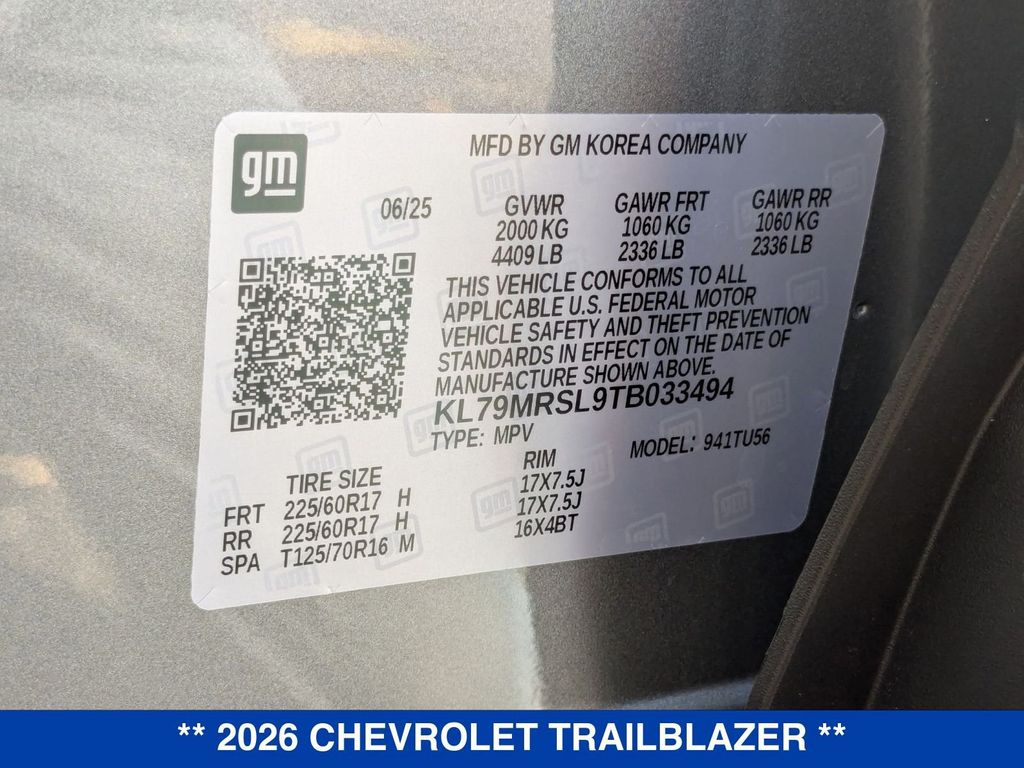 gm
MFD BY GM KOREA COMPANY
06/25
GVWR GAWR FRT GAWR RR
2000 KG 1060 KG 1060 KG
4409 LB 2336 LB 2336 LB
THIS VEHICLE CONFORMS TO ALL
APPLICABLE U.S. FEDERAL MOTOR
VEHICLE SAFETY AND THEFT PREVENTION
STANDARDS IN EFFECT ON THE DATE OF
MANUFACTURE SHOWN ABOVE.
KL79MRSL9TB033494
TYPE: MPV MODEL: 941TU56
TIRE SIZE RIM
FRT 225/60R17 H 17X7.5J
RR 225/60R17 H 17X7.5J
SPA T125/70R16 M 16X4BT
** 2026 CHEVROLET TRAILBLAZER **